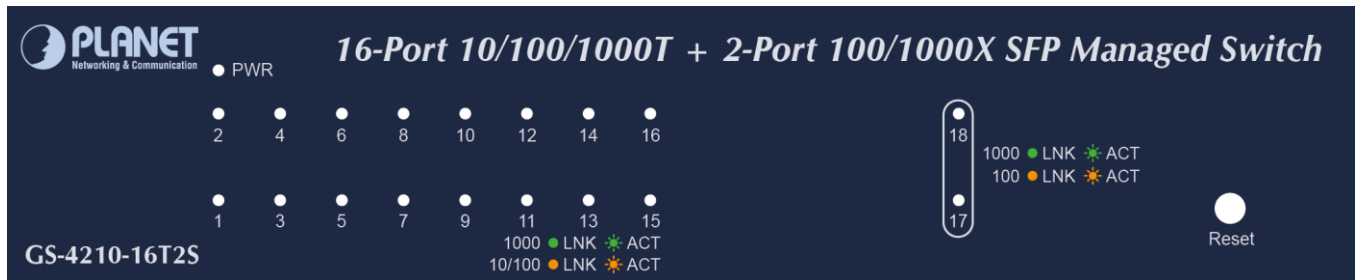 PLANET
Networking & Communication
16-Port 10/100/1000T + 2-Port 100/1000X SFP Managed Switch
PWR
2 4 6 8 10 12 14 16
18
1000 LNK ACT
100 LNK ACT
1 3 5 7 9 11 13 15
17
1000 LNK ACT
10/100 LNK ACT
Reset
GS-4210-16T2S